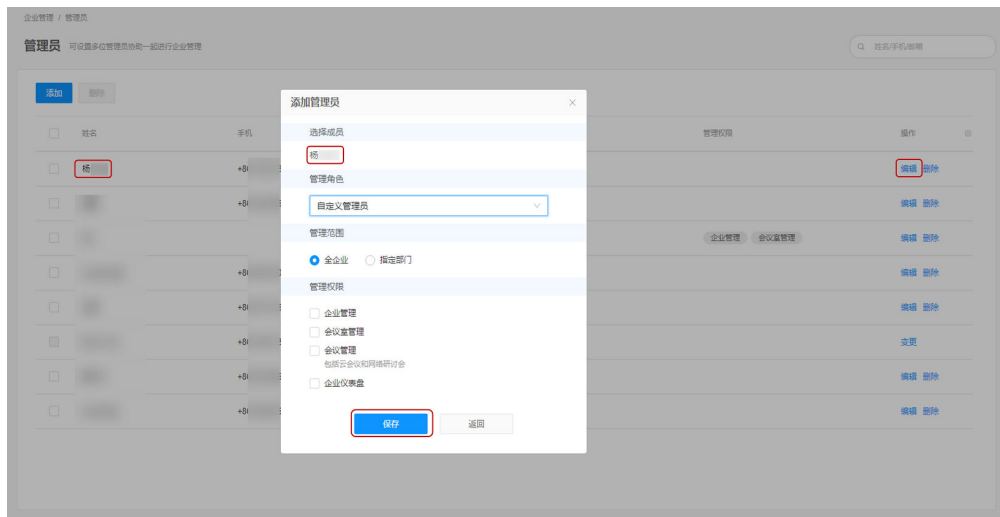 企业管理 / 管理员
管理员 可设置多位管理员协助一起进行企业管理
姓名/手机/邮箱
添加 删除
添加管理员
姓名 手机 选择成员 管理权限 操作
杨 +86 杨 编辑 删除
管理角色
+86 自定义管理员 编辑 删除
管理范围
企业管理 会议室管理 编辑 删除
全企业 指定部门
+86 编辑 删除
管理权限
+86 企业管理 编辑 删除
会议室管理
+86 会议管理 变更
包括云会议和网络研讨会
+86 企业仪表盘 编辑 删除
+86 保存 返回 编辑 删除